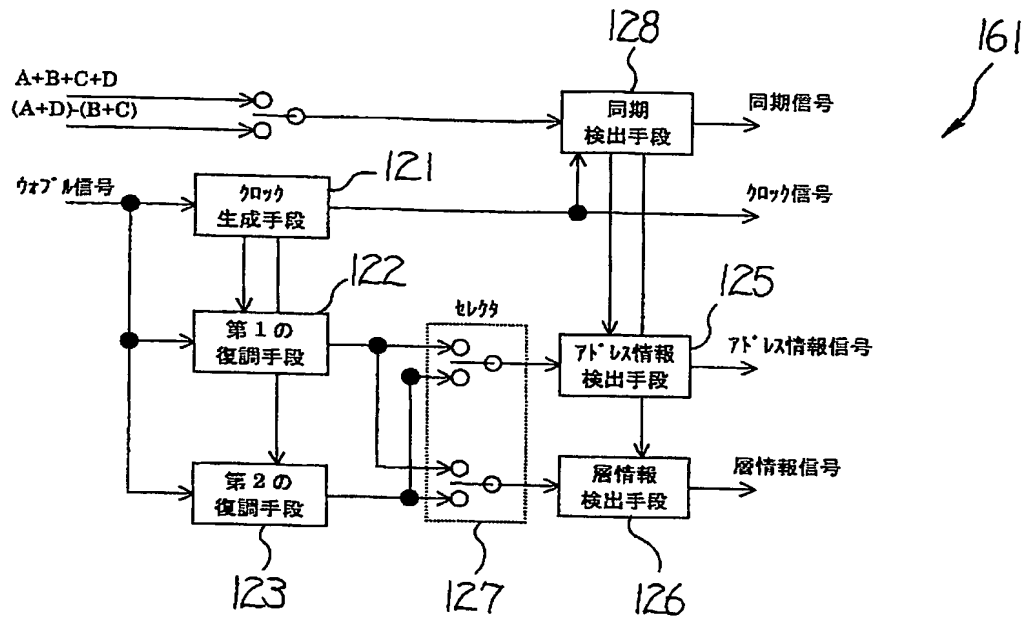 128
161
A+B+C+D
(A+D)-(B+C)
同期
検出手段
同期信号
ｳｫﾌﾞﾙ信号
121
ｸﾛｯｸ
生成手段
ｸﾛｯｸ信号
122
第1の
復調手段
ｾﾚｸﾀ
125
ｱﾄﾞﾚｽ情報
検出手段
ｱﾄﾞﾚｽ情報信号
第2の
復調手段
層情報
検出手段
層情報信号
123
127
126